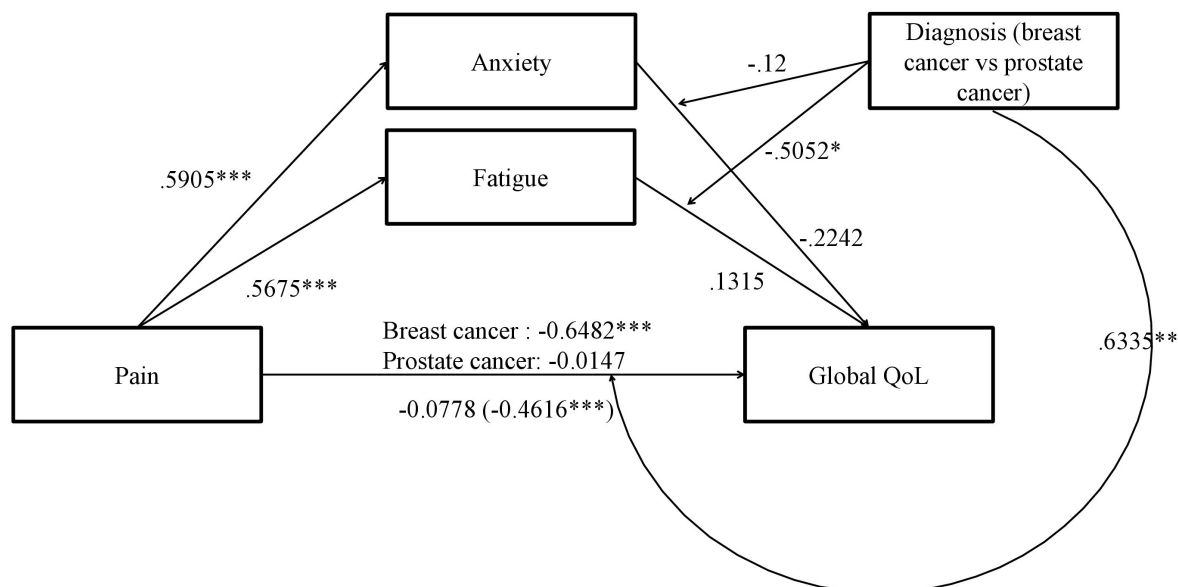 Anxiety
Diagnosis (breast
cancer vs prostate
cancer)
-.12
-.5052*
Fatigue
.5905***
.5675***
-.2242
.1315
Breast cancer : -0.6482***
Prostate cancer: -0.0147
Pain
Global QoL
-0.0778 (-0.4616***)
.6335**